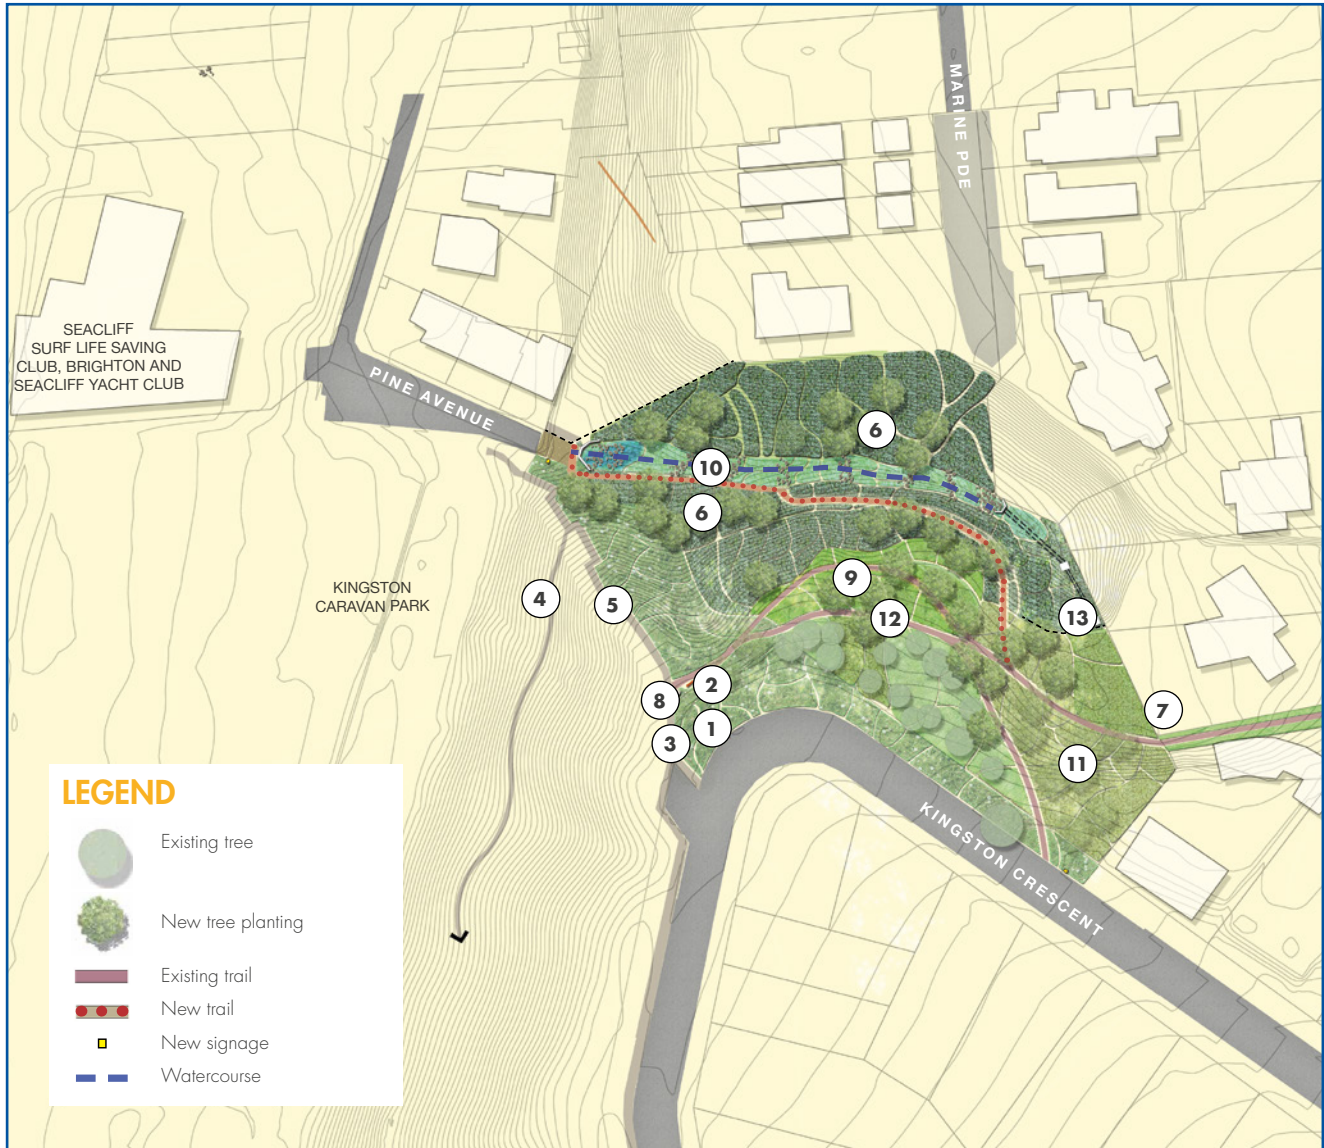 MARINE PDE
SEACLIFF
SURF LIFE SAVING
CLUB, BRIGHTON AND
SEACLIFF YACHT CLUB
PINE AVENUE
6
10
6
KINGSTON
CARAVAN PARK
4
5
9
12
13
2
8
1
3
7
11
KINGSTON CRESCENT
LEGEND
Existing tree
New tree planting
Existing trail
New trail
New signage
Watercourse